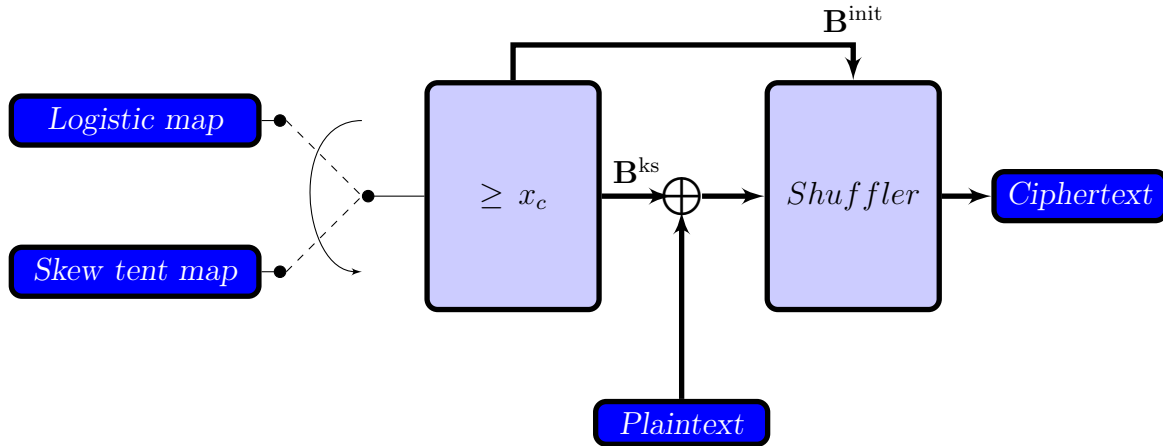 B^init
Logistic map
B^ks
≥ x_c
Shuffler
Ciphertext
Skew tent map
Plaintext